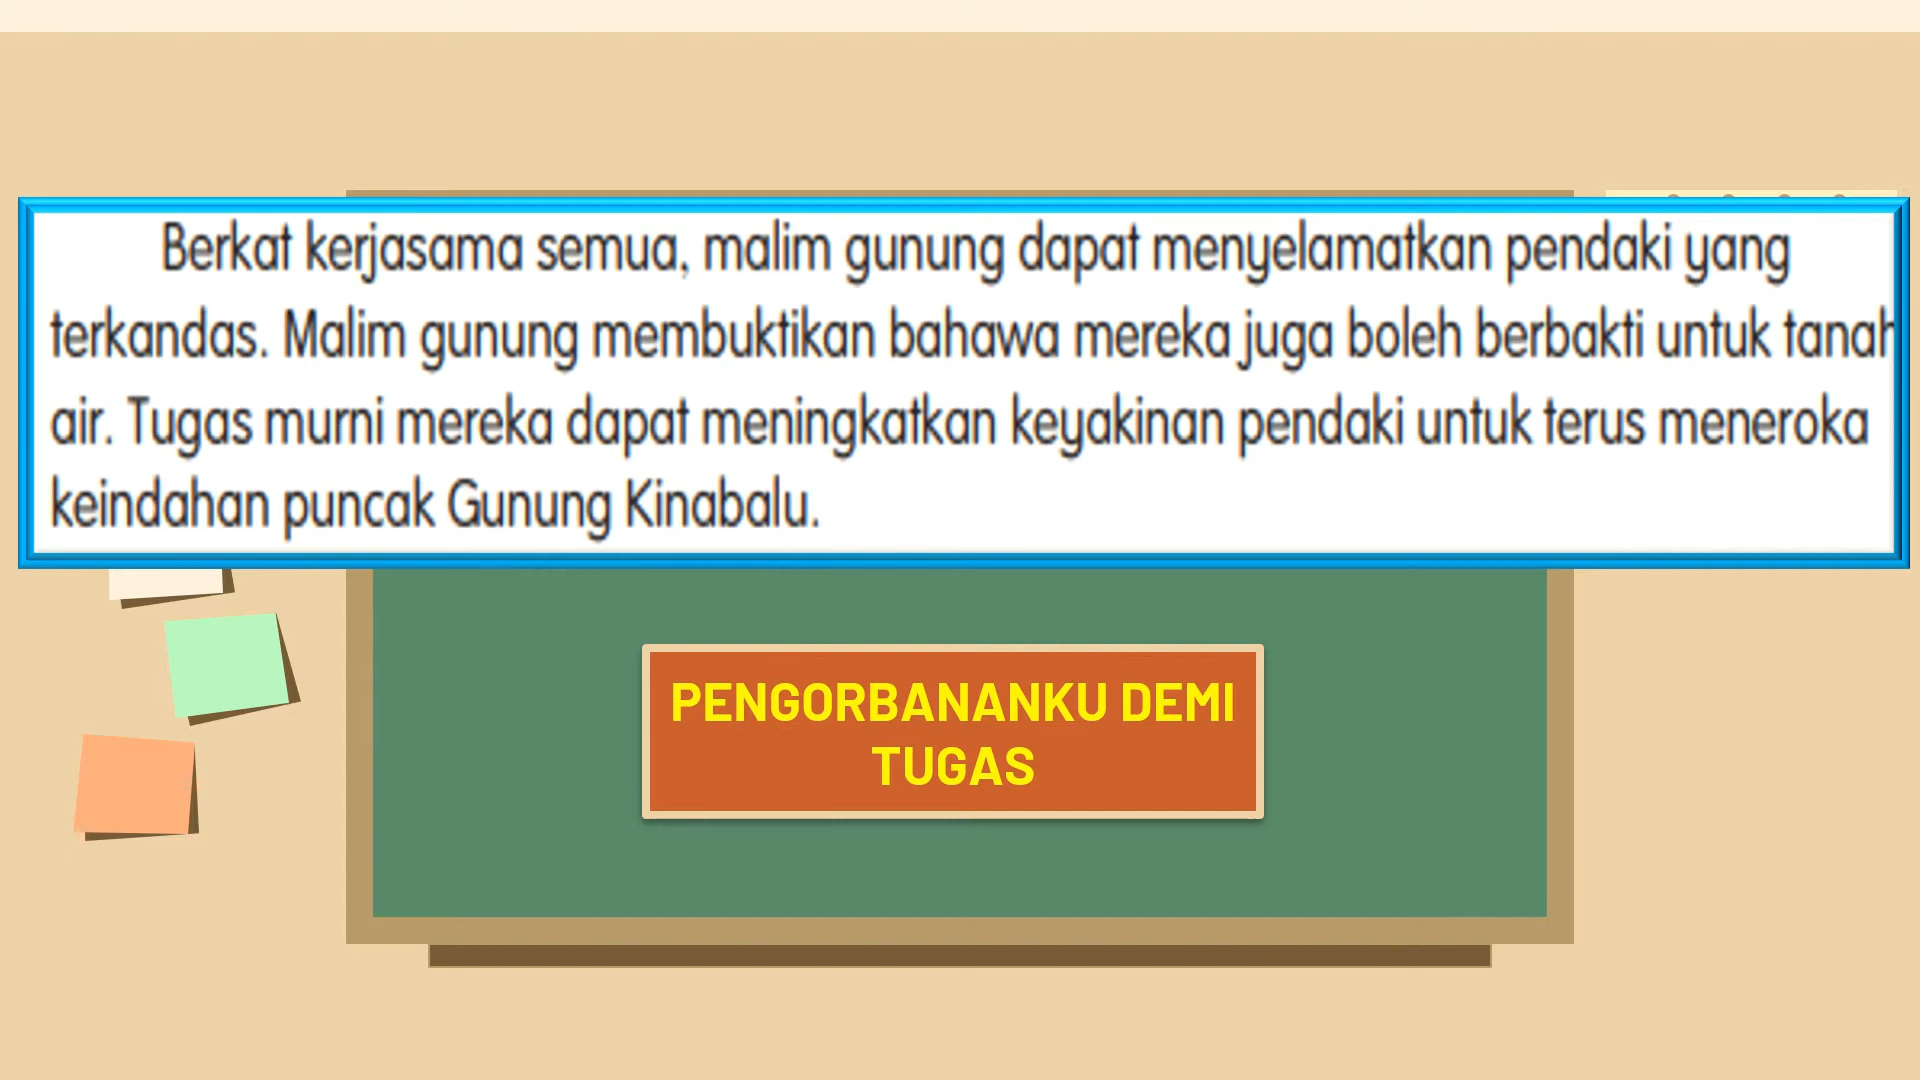 Berkat kerjasama semua, malim gunung dapat menyelamatkan pendaki yang
terkandas. Malim gunung membuktikan bahawa mereka juga boleh berbakti untuk tanah
air. Tugas murni mereka dapat meningkatkan keyakinan pendaki untuk terus meneroka
keindahan puncak Gunung Kinabalu.
PENGORBANANKU DEMI
TUGAS